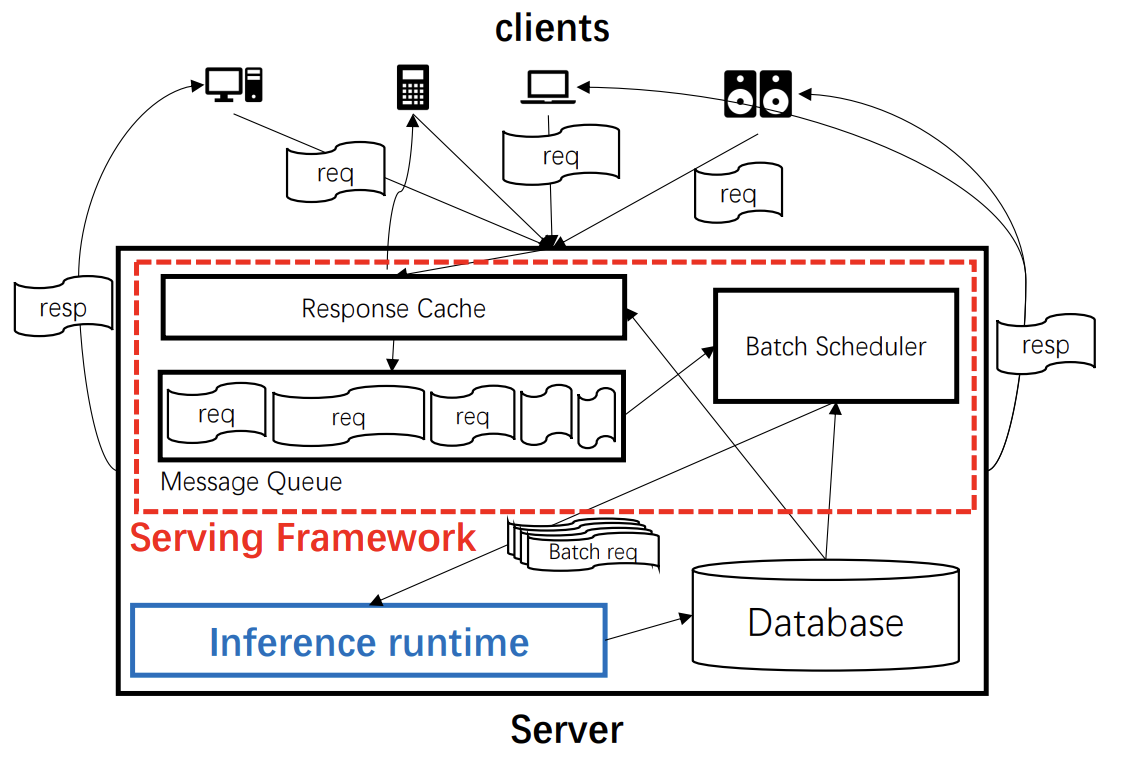 clients
req
req
req
resp
Response Cache
Batch Scheduler
resp
req
req
req
Message Queue
Serving Framework
Batch req
Inference runtime
Database
Server